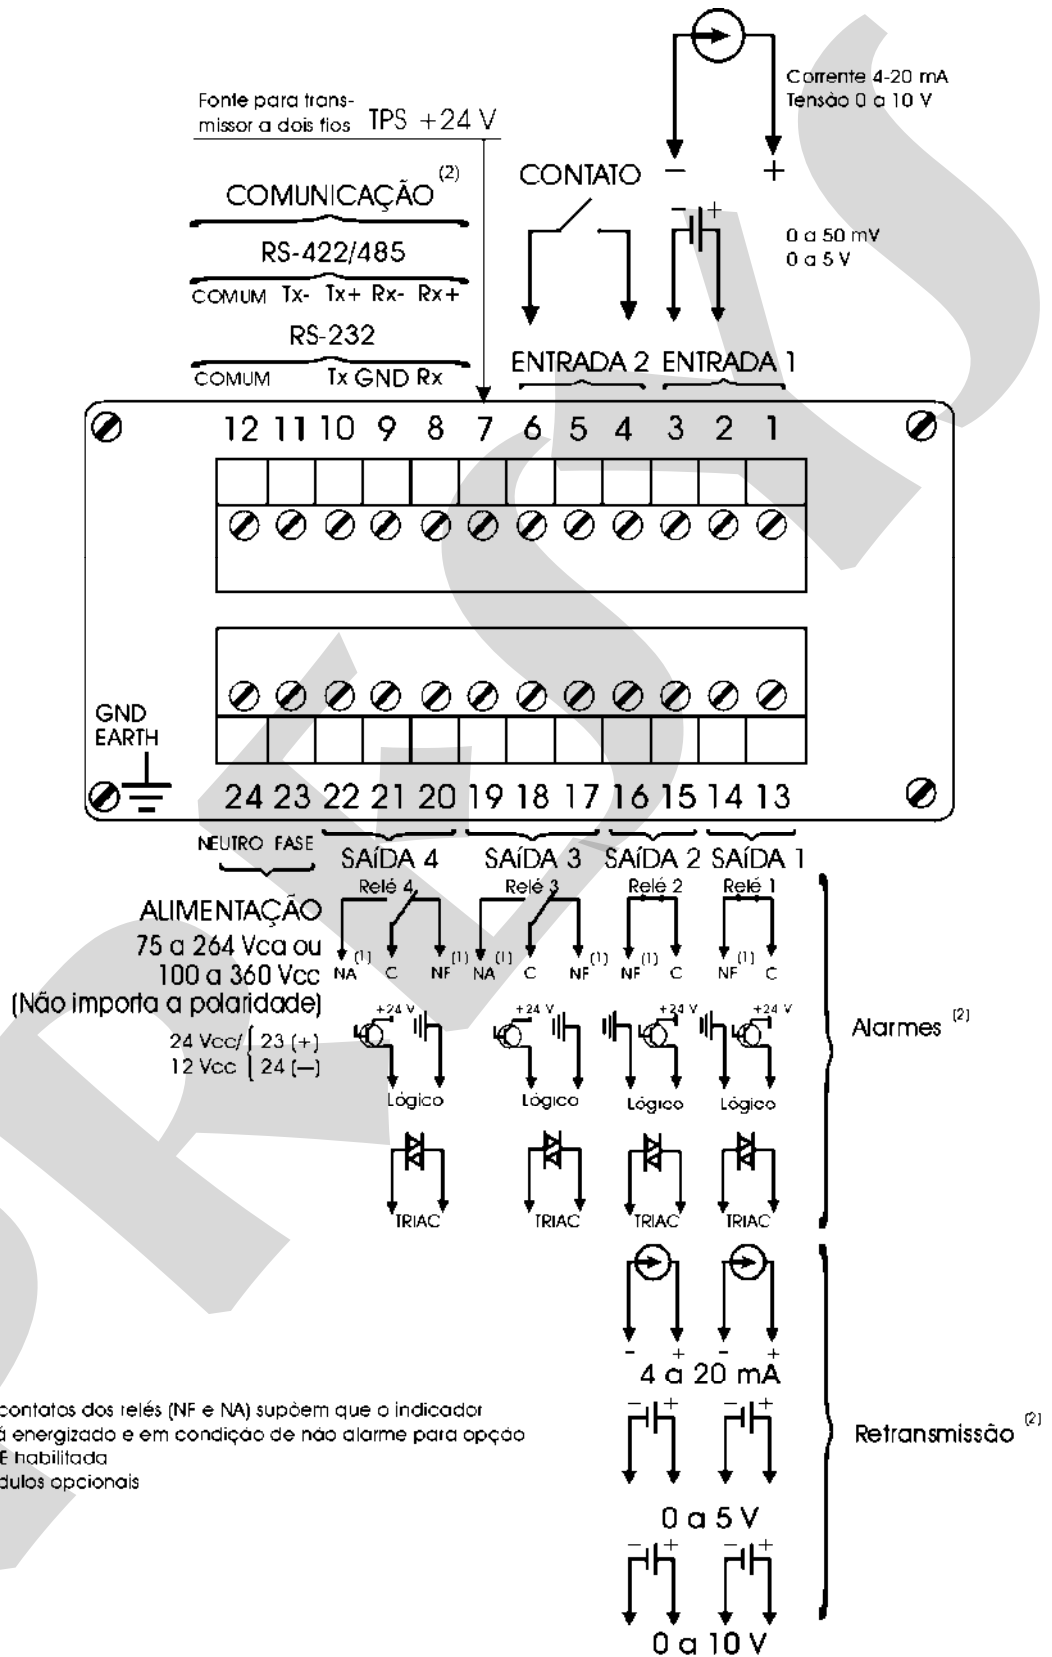 Corrente 4-20 mA
Tensão 0 a 10 V
Fonte para trans-
missor a dois fios TPS +24 V
COMUNICAÇÃO (2)
CONTATO
- +
- +
0 a 50 mV
0 a 5 V
RS-422/485
COMUM Tx- Tx+ Rx- Rx+
RS-232
COMUM Tx GND Rx
ENTRADA 2 ENTRADA 1
12 11 10 9 8 7 6 5 4 3 2 1
GND
EARTH
24 23 22 21 20 19 18 17 16 15 14 13
NEUTRO FASE
SAÍDA 4 SAÍDA 3 SAÍDA 2 SAÍDA 1
Relé 4 Relé 3 Relé 2 Relé 1
ALIMENTAÇÃO
75 a 264 Vca ou
100 a 360 Vcc
(Não importa a polaridade)
24 Vcc/ 23 (+)
12 Vcc 24 (—)
NA (1) C NF (1) NA (1) C NF (1) NF (1) C NF (1) C
+24 V +24 V +24 V +24 V
Lógico Lógico Lógico Lógico
TRIAC TRIAC TRIAC TRIAC
Alarmes (2)
- + - +
4 a 20 mA
- + - +
0 a 5 V
- + - +
0 a 10 V
Retransmissão (2)
contatos dos relés (NF e NA) supõem que o indicador
á energizado e em condição de não alarme para opção
E habilitada
dulos opcionais
PRESYS